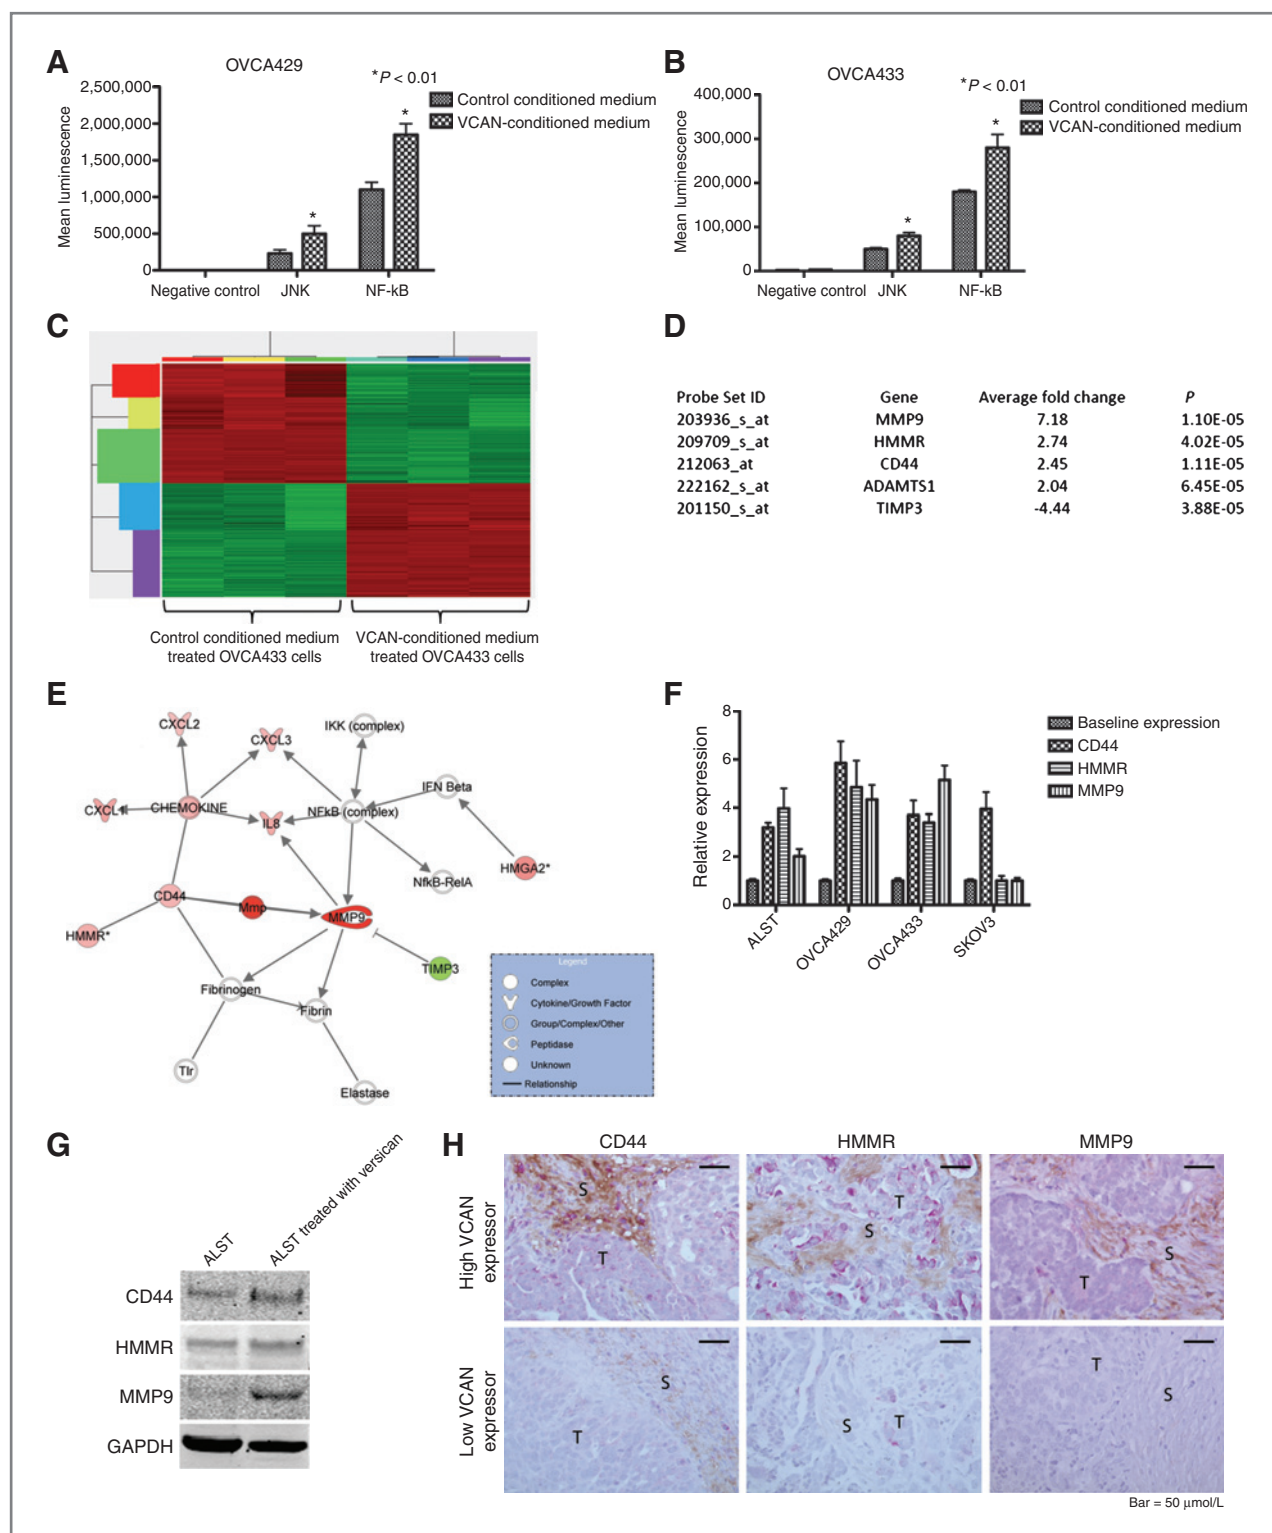 A
OVCA429
*P < 0.01
Control conditioned medium
VCAN-conditioned medium
Mean luminescence
2,500,000
2,000,000
1,500,000
1,000,000
500,000
0
*
*
Negative control
JNK
NF-kB
B
OVCA433
*P < 0.01
Control conditioned medium
VCAN-conditioned medium
Mean luminescence
400,000
300,000
200,000
100,000
0
*
*
Negative control
JNK
NF-kB
C
Control conditioned medium
treated OVCA433 cells
VCAN-conditioned medium
treated OVCA433 cells
D
Probe Set ID Gene Average fold change P
203936_s_at MMP9 7.18 1.10E-05
209709_s_at HMMR 2.74 4.02E-05
212063_at CD44 2.45 1.11E-05
222162_s_at ADAMTS1 2.04 6.45E-05
201150_s_at TIMP3 -4.44 3.88E-05
E
CXCL2
CXCL3
IKK (complex)
IFN Beta
CXCL1
CHEMOKINE
IL8
NFkB (complex)
HMGA2*
NfkB-RelA
CD44
Mmp
MMP9
HMMR*
TIMP3
Fibrinogen
Fibrin
Tlr
Elastase
Legend
Complex
Cytokine/Growth Factor
Group/Complex/Other
Peptidase
Unknown
Relationship
F
Relative expression
8
6
4
2
0
ALST
OVCA429
OVCA433
SKOV3
Baseline expression
CD44
HMMR
MMP9
G
ALST
ALST treated with versican
CD44
HMMR
MMP9
GAPDH
H
CD44
HMMR
MMP9
High VCAN
expressor
S
T
T
S
S
T
Low VCAN
expressor
S
T
S
T
T
S
Bar = 50 μmol/L